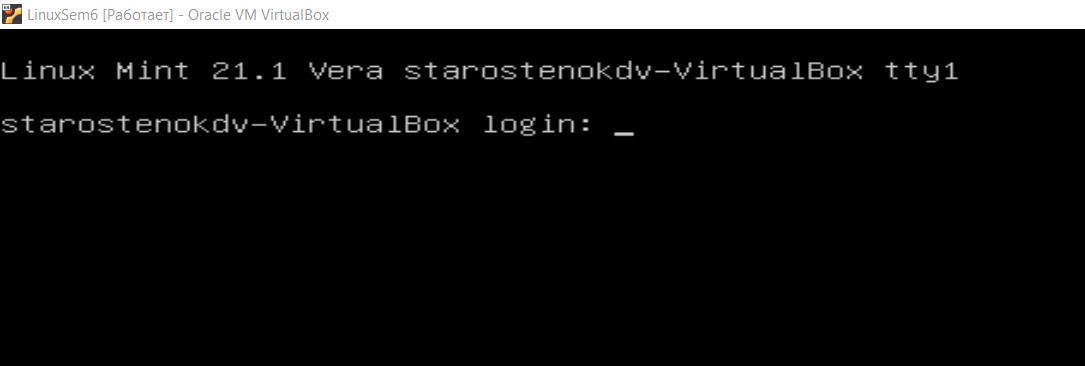 LinuxSem6 [Работает] - Oracle VM VirtualBox
Linux Mint 21.1 Vera starostenokdv-VirtualBox tty1
starostenokdv-VirtualBox login: _